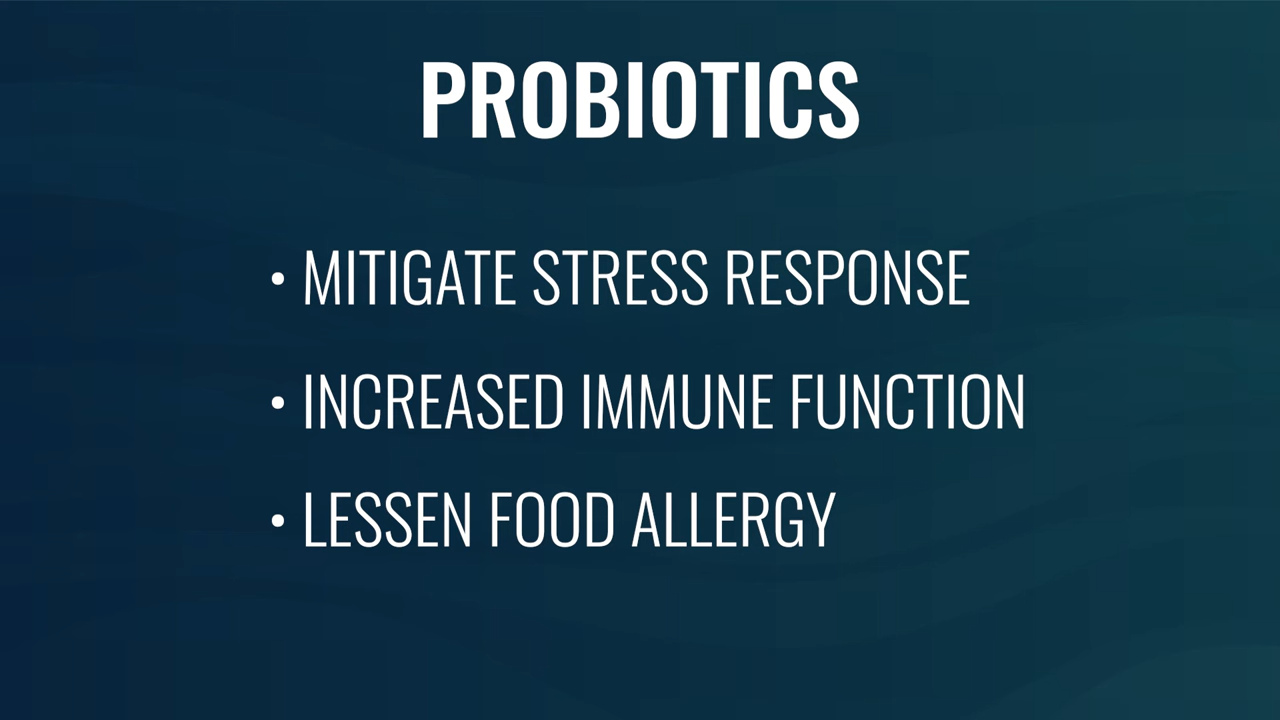 PROBIOTICS
• MITIGATE STRESS RESPONSE
• INCREASED IMMUNE FUNCTION
• LESSEN FOOD ALLERGY